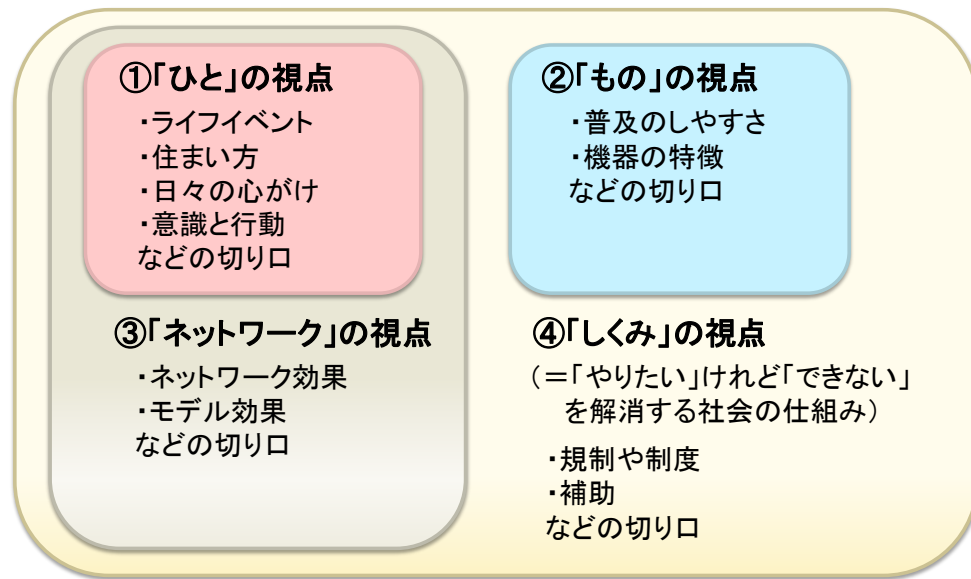 ①「ひと」の視点
・ライフイベント
・住まい方
・日々の心がけ
・意識と行動
などの切り口
②「もの」の視点
・普及のしやすさ
・機器の特徴
などの切り口
③「ネットワーク」の視点
・ネットワーク効果
・モデル効果
などの切り口
④「しくみ」の視点
（＝「やりたい」けれど「できない」
を解消する社会の仕組み）
・規制や制度
・補助
などの切り口